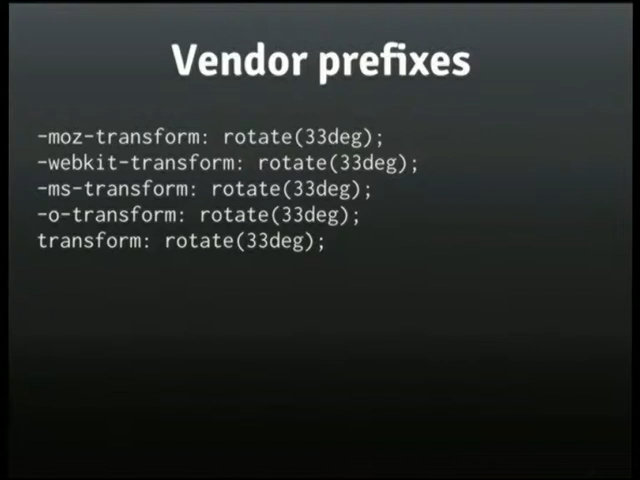 Vendor prefixes
-moz-transform: rotate(33deg);
-webkit-transform: rotate(33deg);
-ms-transform: rotate(33deg);
-o-transform: rotate(33deg);
transform: rotate(33deg);